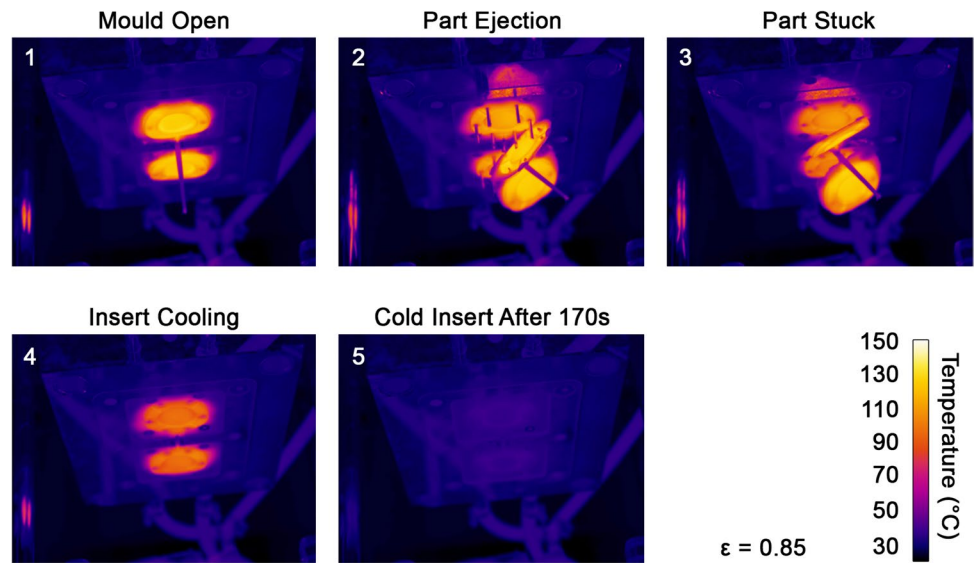 Mould Open
Part Ejection
Part Stuck
1
2
3
Insert Cooling
Cold Insert After 170s
4
5
150
130
110
90
70
50
30
Temperature (°C)
ε = 0.85